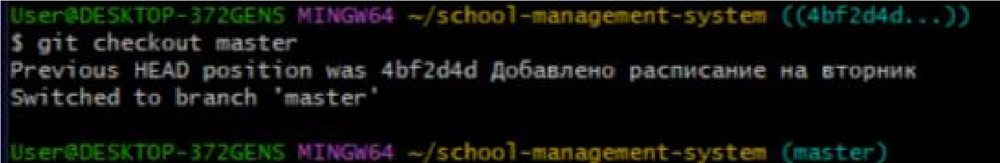 User@DESKTOP-372GENS MINGW64 ~/school-management-system ((4bf2d4d...))
$ git checkout master
Previous HEAD position was 4bf2d4d Добавлено расписание на вторник
Switched to branch 'master'
User@DESKTOP-372GENS MINGW64 ~/school-management-system (master)